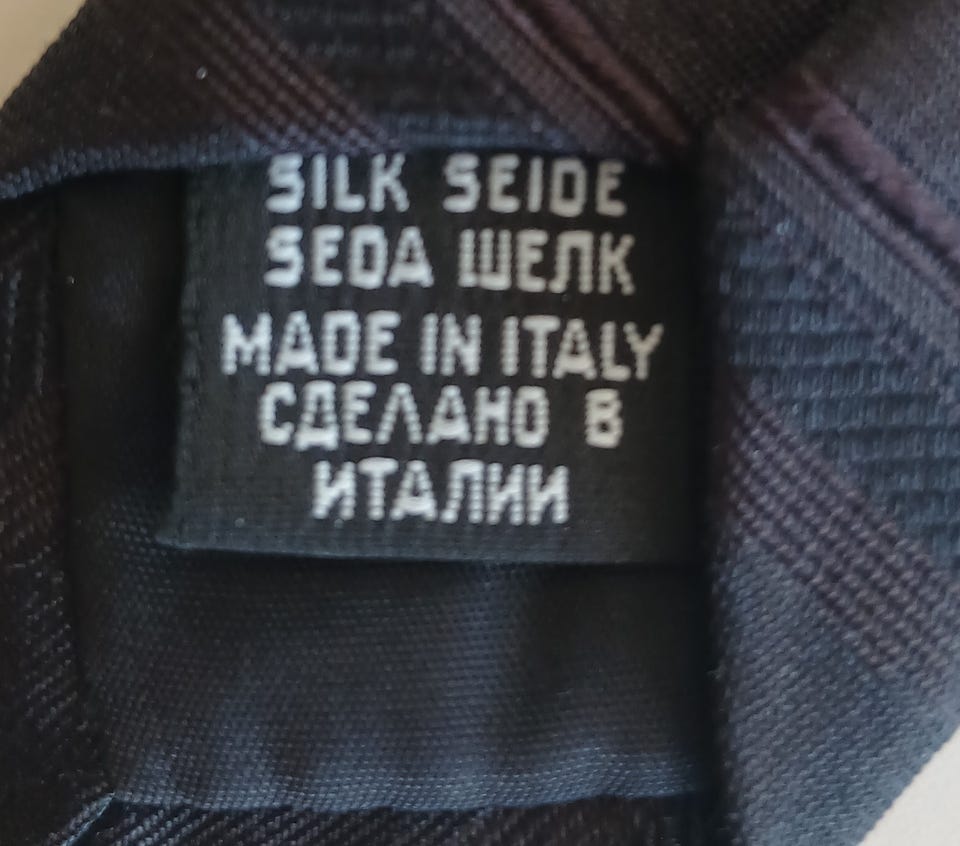 SILK SEIDE
SEDA ШЕЛК
MADE IN ITALY
СДЕЛАНО В
ИТАЛИИ